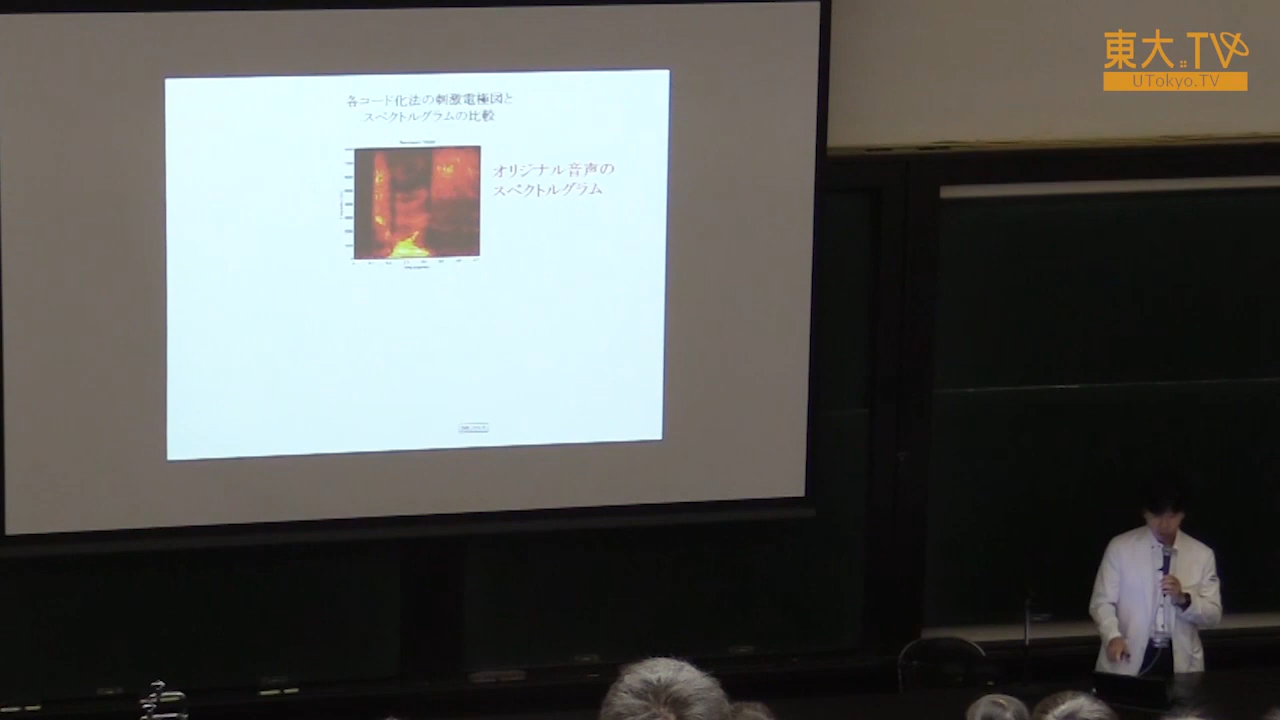 東大.TV
UTokyo.TV
各コード化法の刺激電極図と
スペクトルグラムの比較
オリジナル音声の
スペクトルグラム